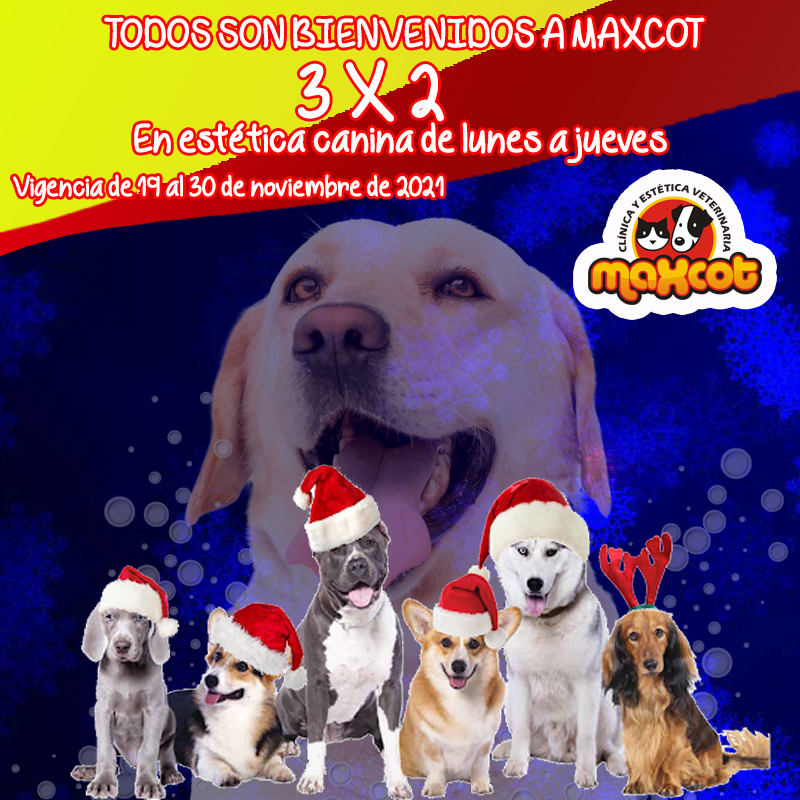 TODOS SON BIENVENIDOS A MAXCOT
3 X 2
En estética canina de lunes a jueves
Vigencia de 19 al 30 de noviembre de 2021
CLÍNICA Y ESTÉTICA VETERINARIA
maxcot